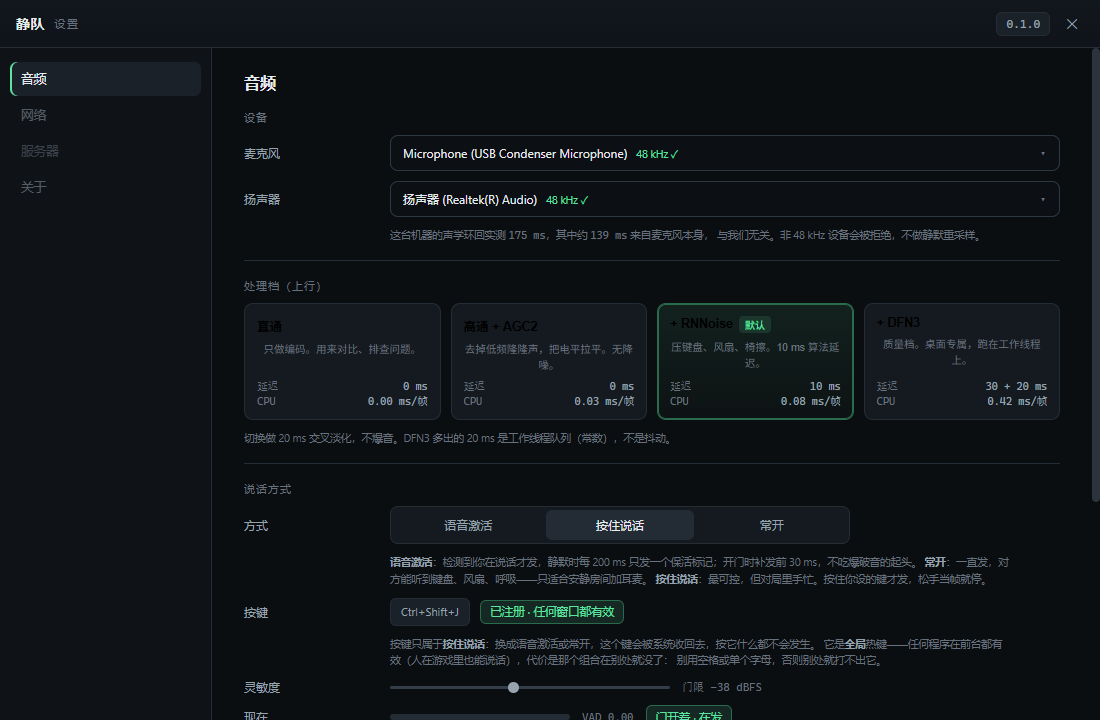 静队 设置
0.1.0
音频
网络
服务器
关于
音频
设备
麦克风
Microphone (USB Condenser Microphone) 48 kHz ✓
扬声器
扬声器 (Realtek(R) Audio) 48 kHz ✓
这台机器的声学环回实测 175 ms，其中约 139 ms 来自麦克风本身， 与我们无关。非 48 kHz 设备会被拒绝，不做静默重采样。
处理档（上行）
直通
只做编码。用来对比、排查问题。
延迟 0 ms
CPU 0.00 ms/帧
高通 + AGC2
去掉低频隆隆声，把电平拉平。无降
噪。
延迟 0 ms
CPU 0.03 ms/帧
+ RNNoise 默认
压键盘、风扇、椅擦。10 ms 算法延
迟。
延迟 10 ms
CPU 0.08 ms/帧
+ DFN3
质量档。桌面专属，跑在工作线程
上。
延迟 30 + 20 ms
CPU 0.42 ms/帧
切换做 20 ms 交叉淡化，不爆音。DFN3 多出的 20 ms 是工作线程队列（常数），不是抖动。
说话方式
方式
语音激活
按住说话
常开
语音激活：检测到你在说话才发，静默时每 200 ms 只发一个保活标记；开门时补发前 30 ms，不吃爆破音的起头。 常开：一直发，对
方能听到键盘、风扇、呼吸——只适合安静房间加耳麦。 按住说话：最可控，但对局里手忙。按住你设的键才发，松手当帧就停。
按键
Ctrl+Shift+J
已注册 · 任何窗口都有效
按键只属于按住说话：换成语音激活或常开，这个键会被系统收回去，按它什么都不会发生。 它是全局热键——任何程序在前台都有
效（人在游戏里也能说话），代价是那个组合在别处就没了： 别用空格或单个字母，否则别处就打不出它。
灵敏度
门限 −38 dBFS
现在
VAD 0.00
门开着 · 在发